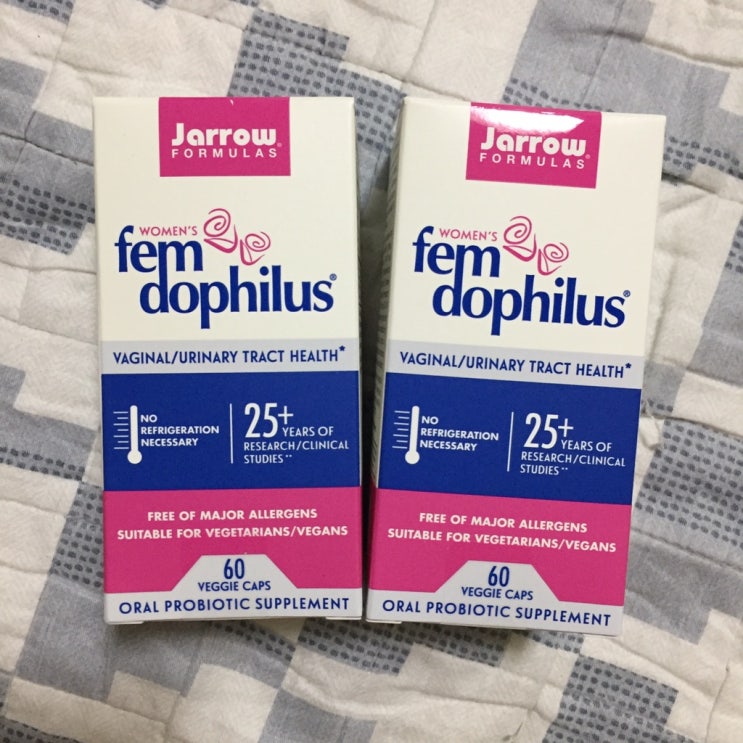 Jarrow®
FORMULAS
WOMEN'S
fem
dophilus®
VAGINAL/URINARY TRACT HEALTH*
NO
REFRIGERATION
NECESSARY
25+
YEARS OF
RESEARCH/CLINICAL
STUDIES**
FREE OF MAJOR ALLERGENS
SUITABLE FOR VEGETARIANS/VEGANS
60
VEGGIE CAPS
ORAL PROBIOTIC SUPPLEMENT
Jarrow®
FORMULAS
WOMEN'S
fem
dophilus®
VAGINAL/URINARY TRACT HEALTH*
NO
REFRIGERATION
NECESSARY
25+
YEARS OF
RESEARCH/CLINICAL
STUDIES**
FREE OF MAJOR ALLERGENS
SUITABLE FOR VEGETARIANS/VEGANS
60
VEGGIE CAPS
ORAL PROBIOTIC SUPPLEMENT